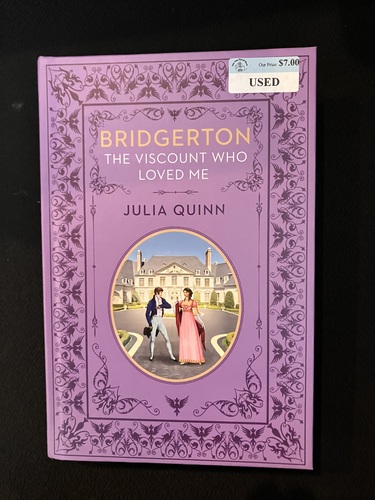 Our Price $7.00
USED
BRIDGERTON
THE VISCOUNT WHO
LOVED ME
JULIA QUINN